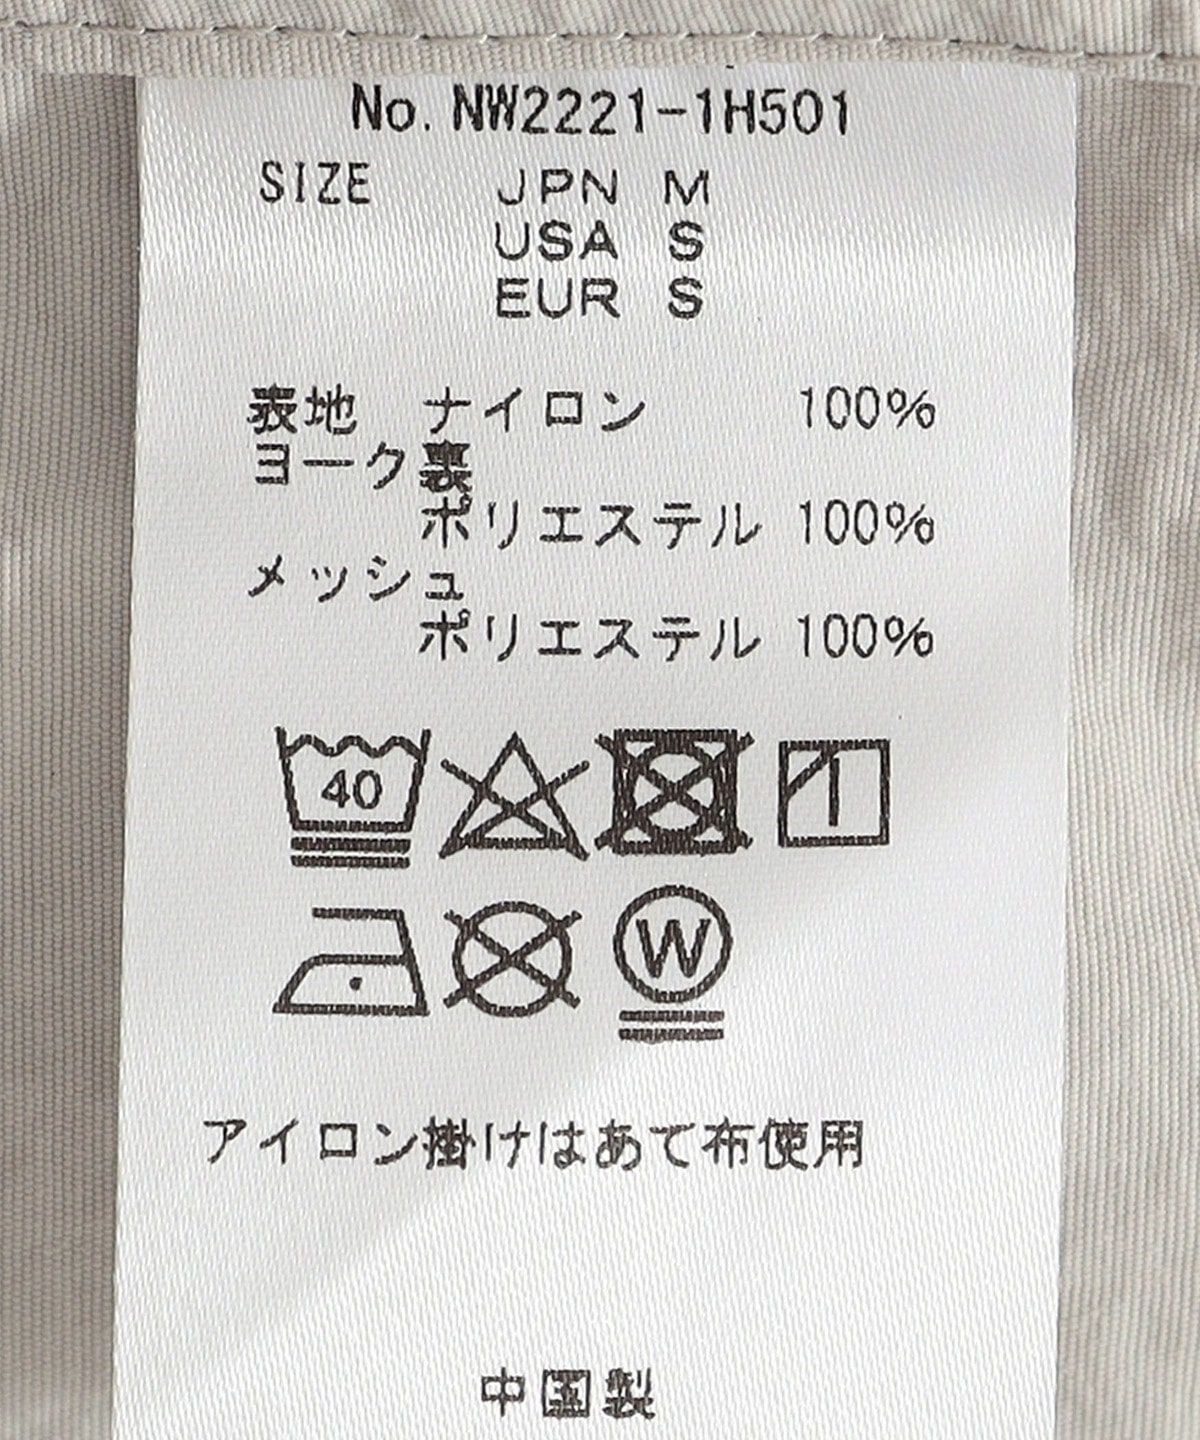 No. NW2221-1H501
SIZE JPN M
USA S
EUR S
表地 ナイロン 100%
ヨーク裏
ポリエステル 100%
メッシュ
ポリエステル 100%
40
W
アイロン掛けはあて布使用
中国製